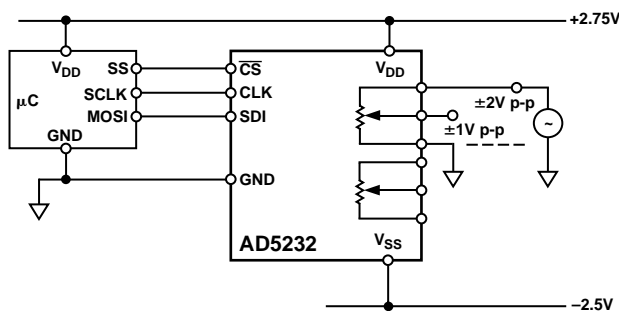 +2.75V
VDD
SS
CS
VDD
μC
SCLK
CLK
±2V p-p
MOSI
SDI
~
±1V p-p
GND
GND
AD5232
VSS
–2.5V